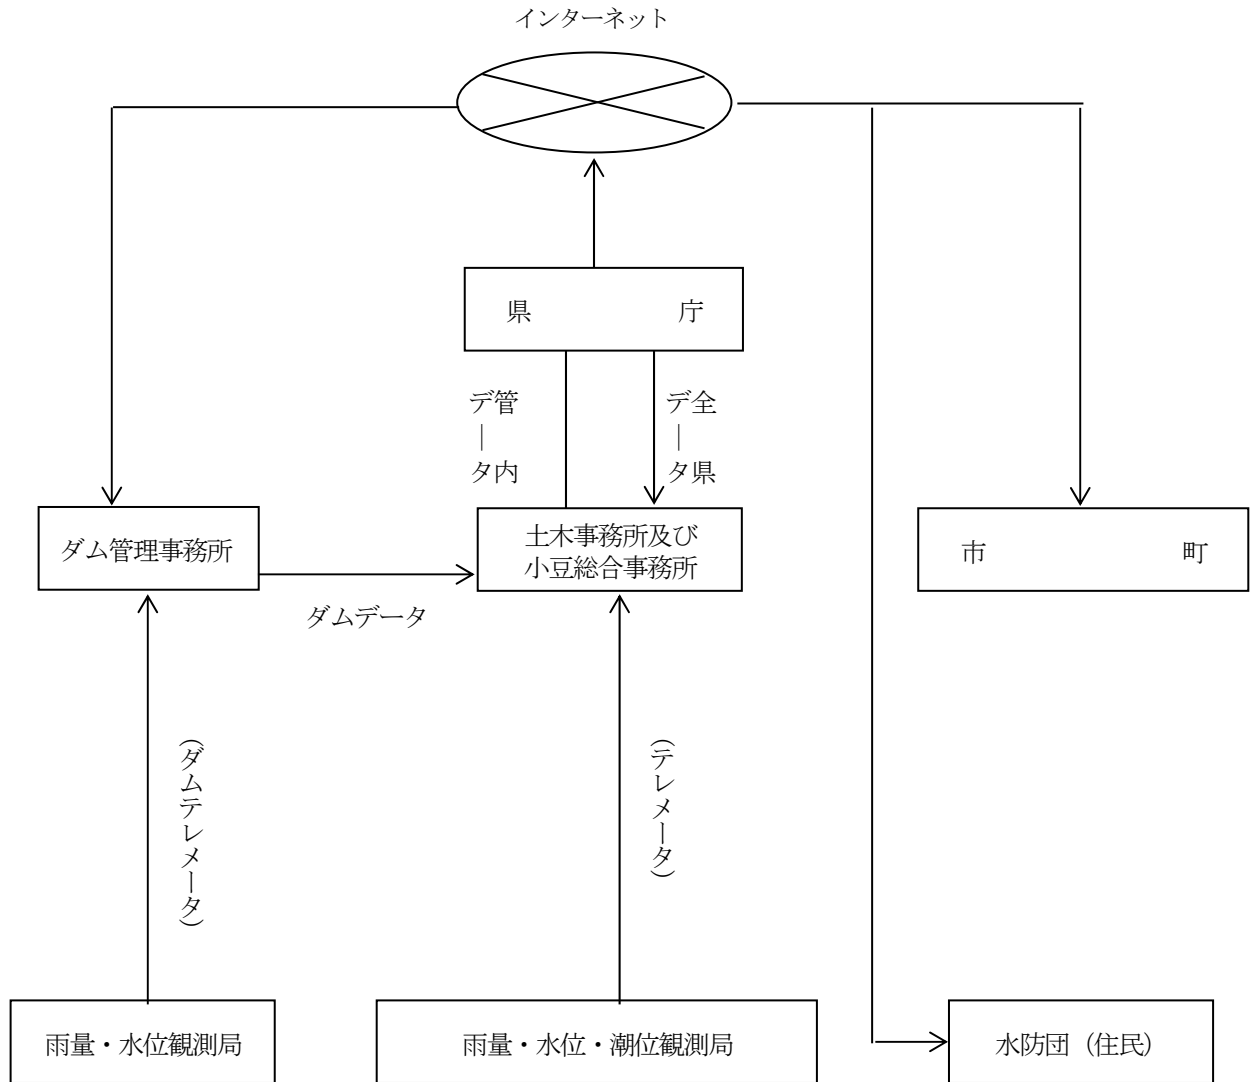 インターネット
県　庁
管内
データ
全県
データ
ダム管理事務所
土木事務所及び
小豆総合事務所
市　町
ダムデータ
（ダムテレメータ）
（テレメータ）
雨量・水位観測局
雨量・水位・潮位観測局
水防団（住民）